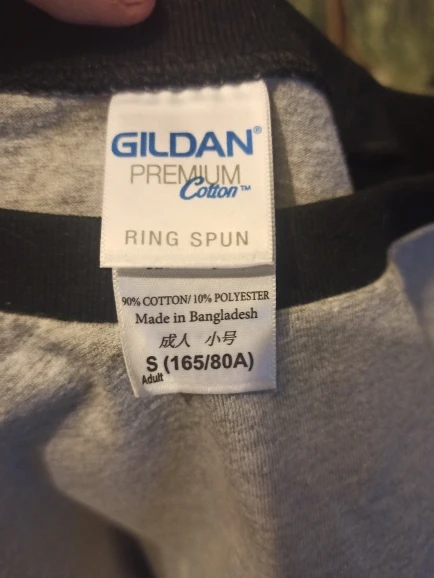 GILDAN®
PREMIUM
Cotton™
RING SPUN
90% COTTON/ 10% POLYESTER
Made in Bangladesh
成人 小号
S (165/80A)
Adult